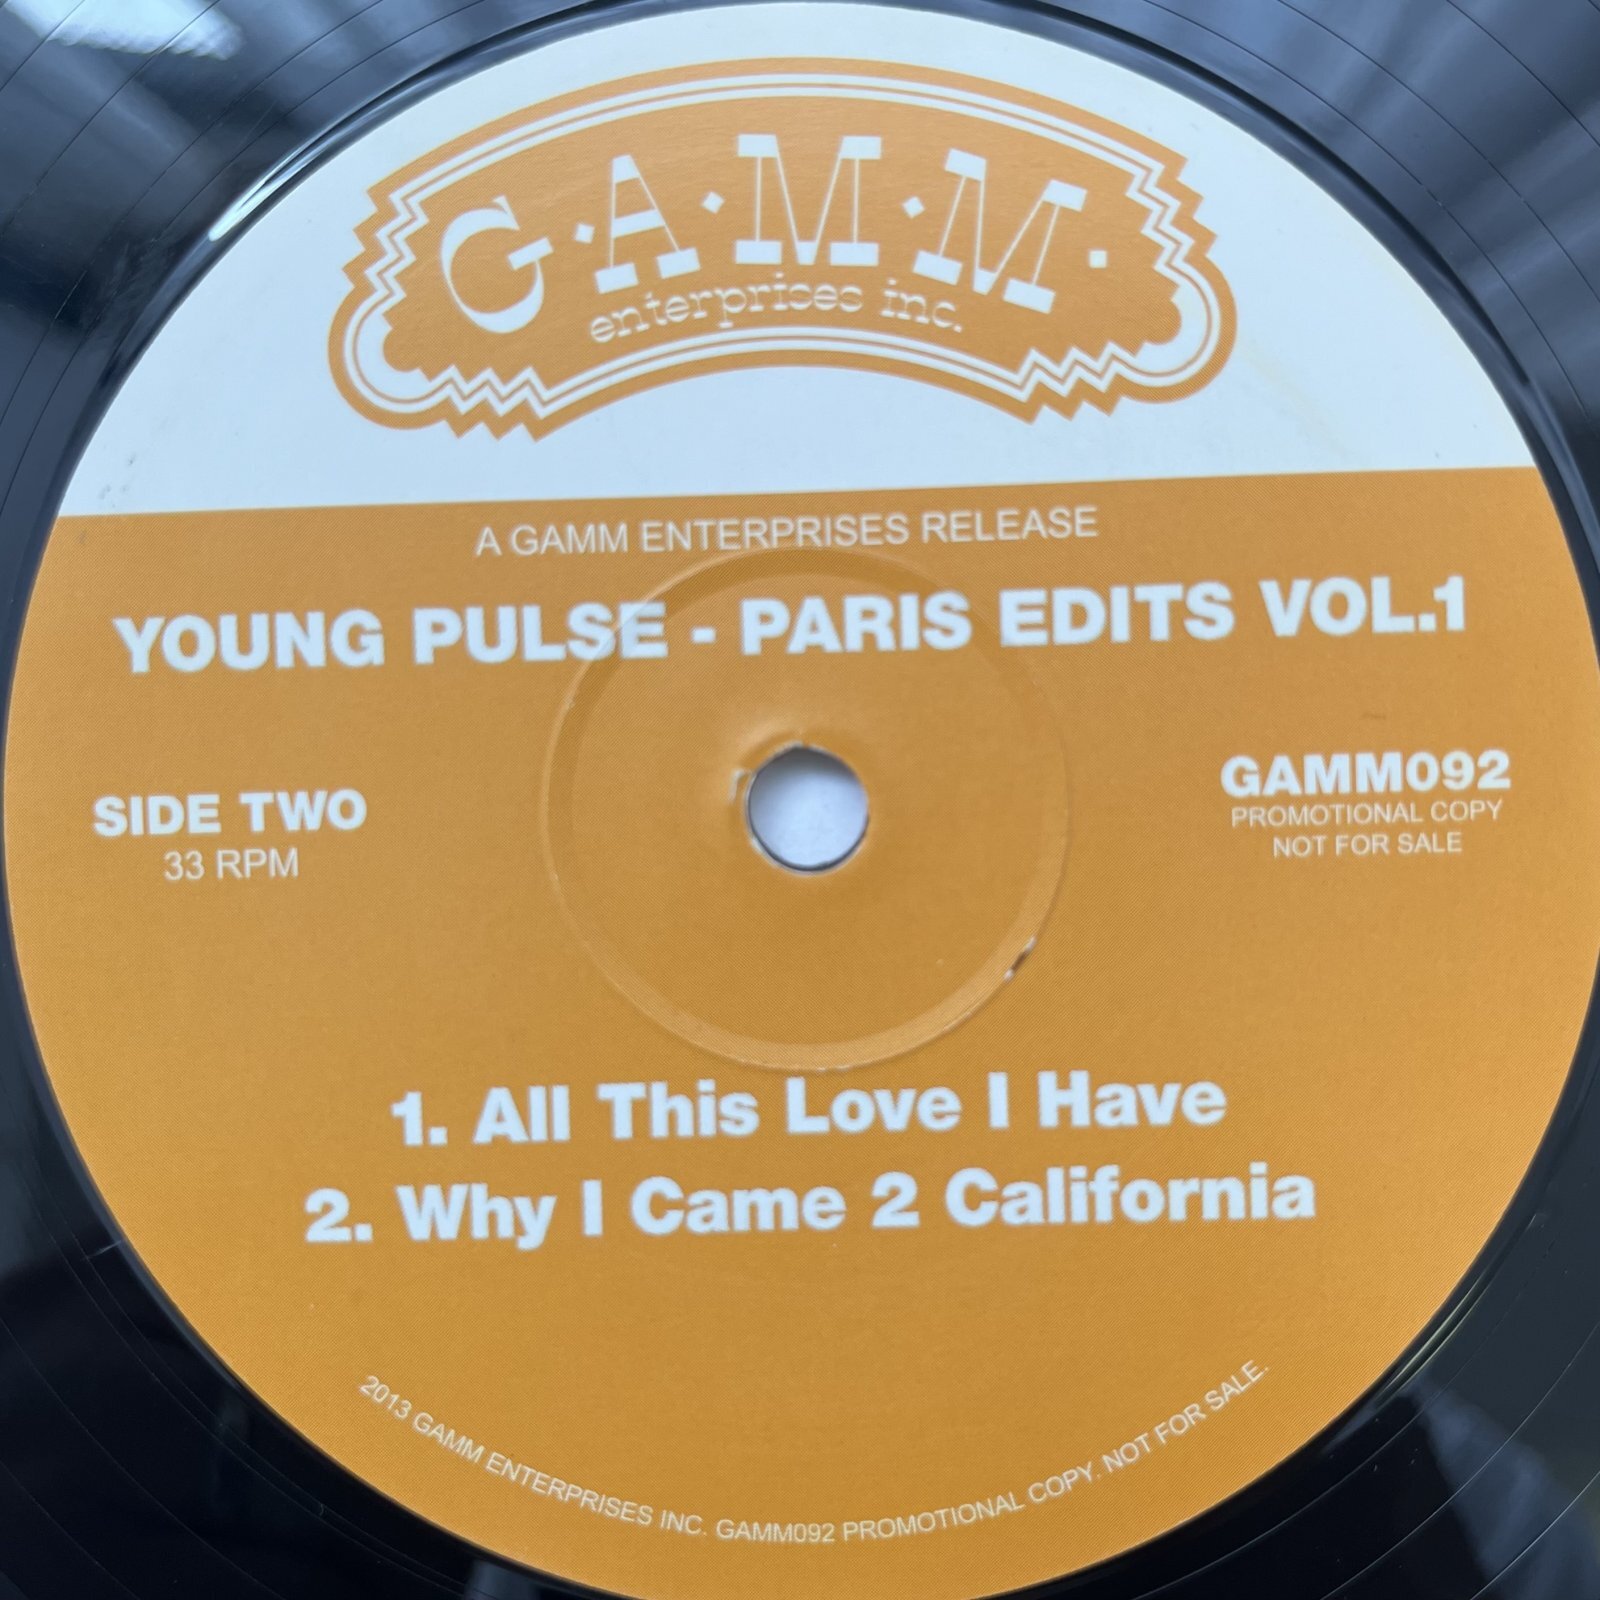 G·A·M·M·
enterprises inc.
A GAMM ENTERPRISES RELEASE
YOUNG PULSE - PARIS EDITS VOL.1
SIDE TWO
33 RPM
GAMM092
PROMOTIONAL COPY
NOT FOR SALE
1. All This Love I Have
2. Why I Came 2 California
2013 GAMM ENTERPRISES INC. GAMM092 PROMOTIONAL COPY. NOT FOR SALE.